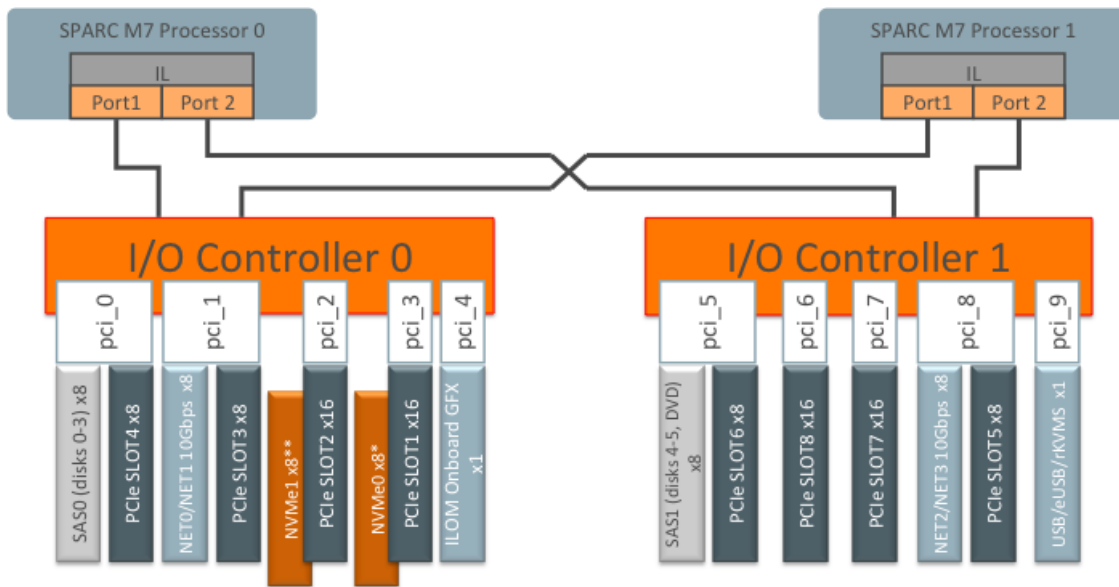 SPARC M7 Processor 0
IL
Port1
Port 2
SPARC M7 Processor 1
IL
Port1
Port 2
I/O Controller 0
pci_0
pci_1
pci_2
pci_3
pci_4
SAS0 (disks 0-3) x8
PCIe SLOT4 x8
NET0/NET1 10Gbps x8
PCIe SLOT3 x8
NVMe1 x8**
PCIe SLOT2 x16
NVMe0 x8*
PCIe SLOT1 x16
ILOM Onboard GFX
x1
I/O Controller 1
pci_5
pci_6
pci_7
pci_8
pci_9
SAS1 (disks 4-5, DVD)
x8
PCIe SLOT6 x8
PCIe SLOT8 x16
PCIe SLOT7 x16
NET2/NET3 10Gbps x8
PCIe SLOT5 x8
USB/eUSB/rKVMS x1